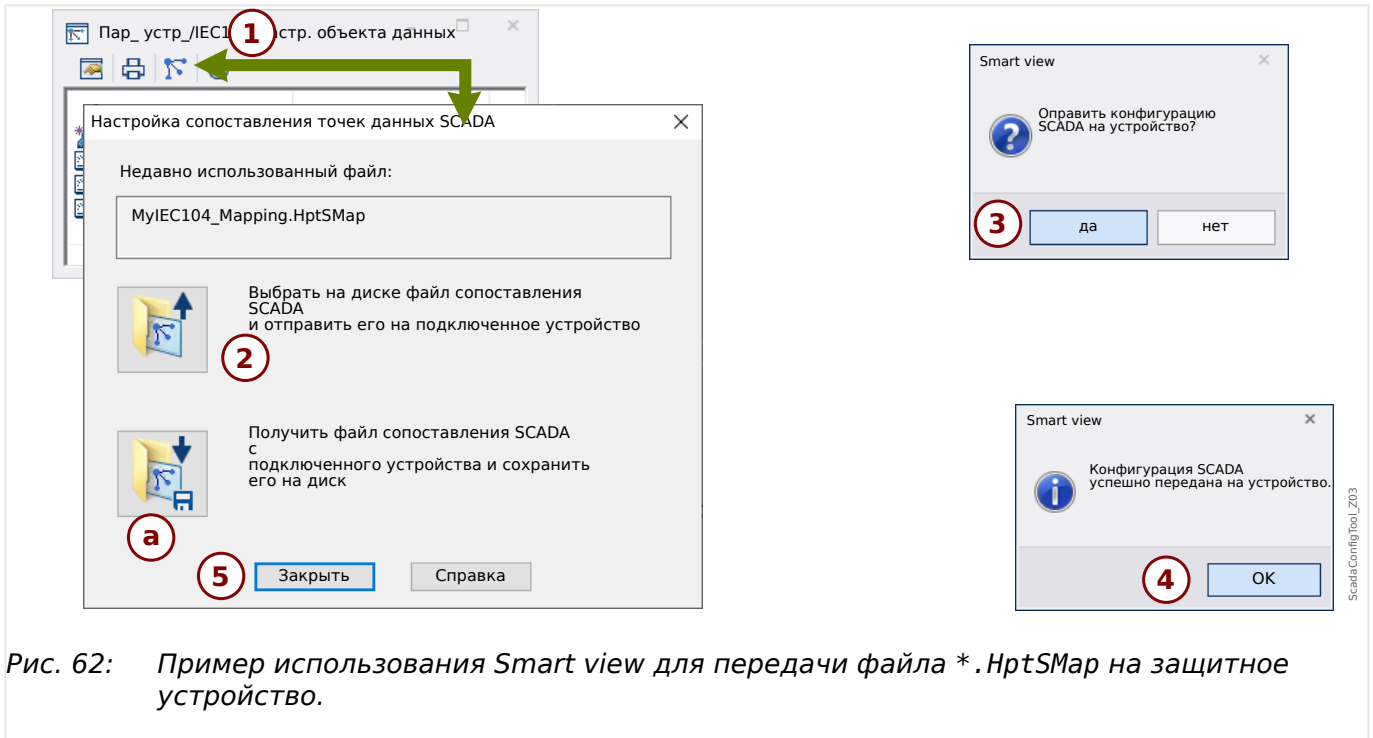 Пар_ устр_/IEC1 стр. объекта данных
1
Настройка сопоставления точек данных SCADA
Недавно использованный файл:
MyIEC104_Mapping.HptSMap
Выбрать на диске файл сопоставления
SCADA
и отправить его на подключенное устройство
2
Получить файл сопоставления SCADA
с
подключенного устройства и сохранить
его на диск
a
5
Закрыть
Справка
Smart view
Оправить конфигурацию
SCADA на устройство?
3
да
нет
Smart view
Конфигурация SCADA
успешно передана на устройство.
4
OK
ScadaConfigTool_Z03
Рис. 62: Пример использования Smart view для передачи файла *.HptSMap на защитное
устройство.